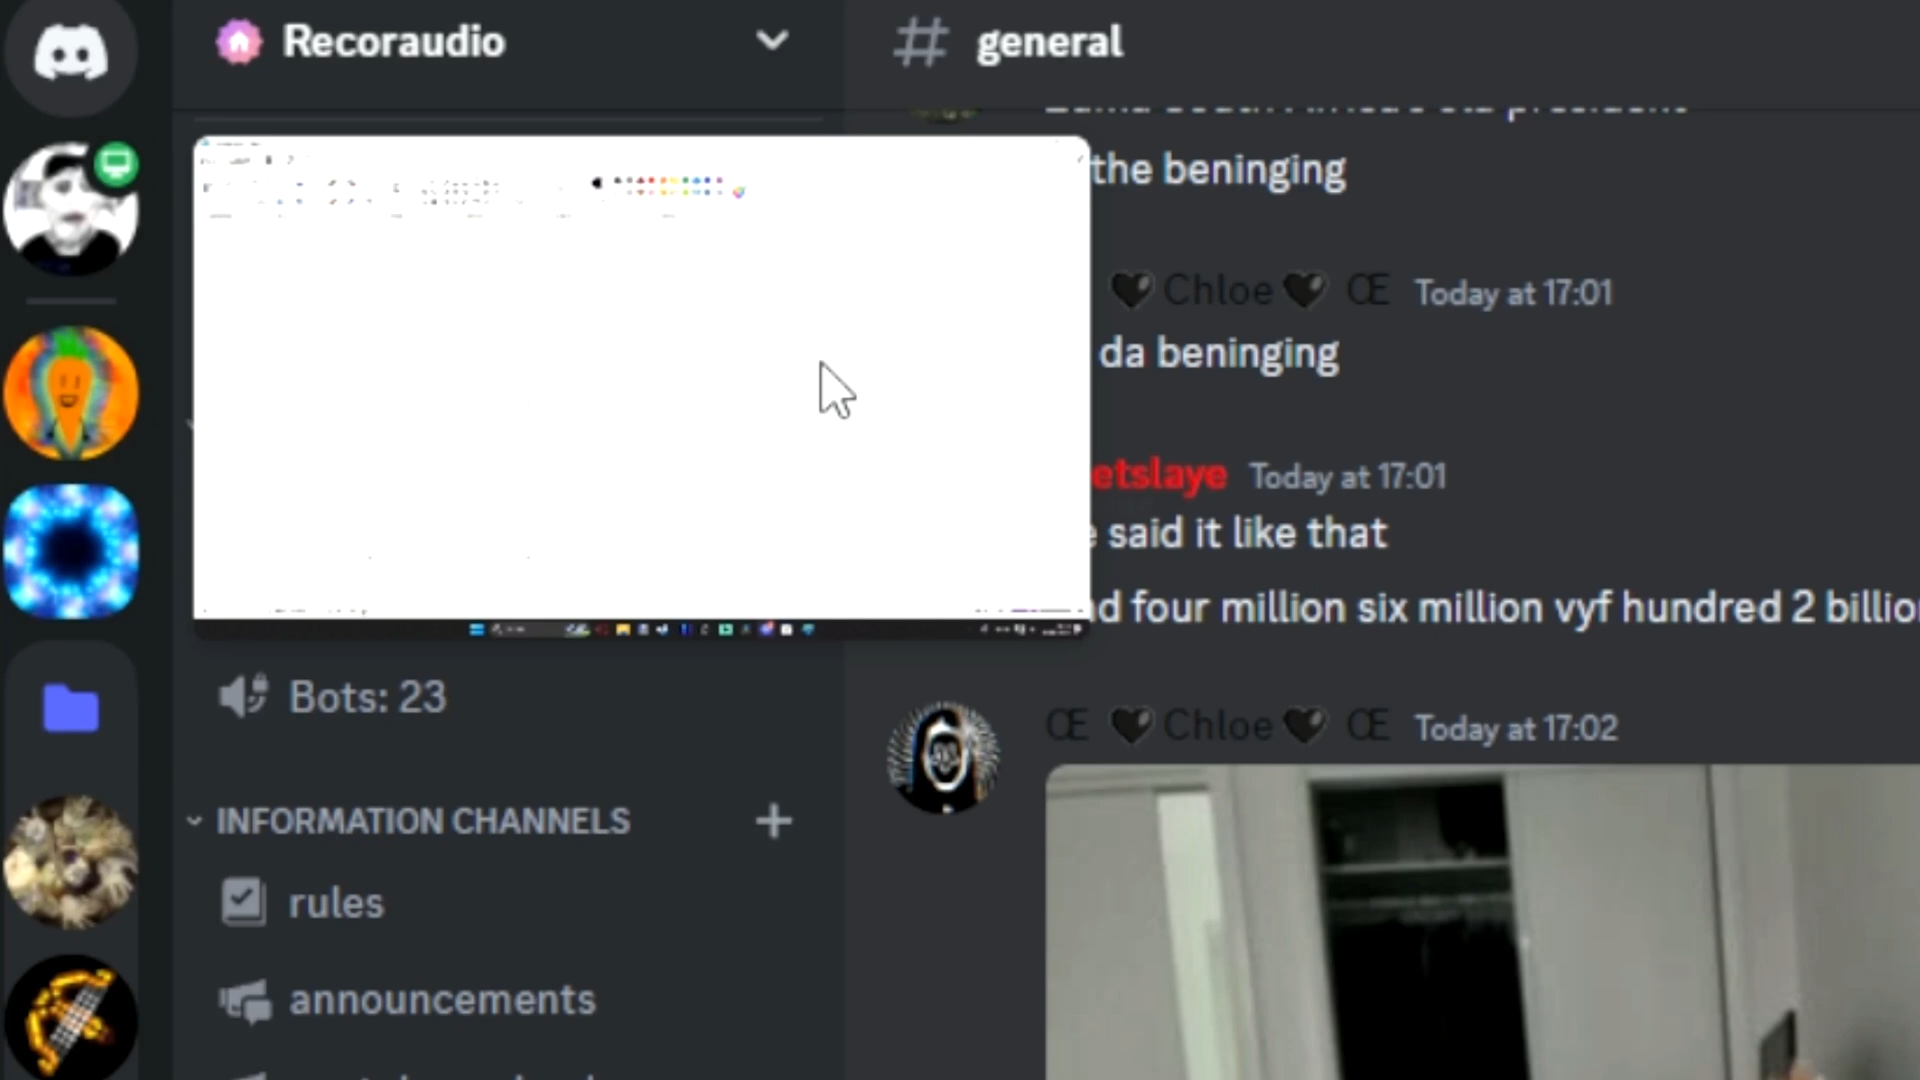 Recoraudio
general
the beninging
Chloe Œ Today at 17:01
da beninging
etslaye Today at 17:01
said it like that
four million six million vyf hundred 2 billio
Bots: 23
Œ Chloe Œ Today at 17:02
INFORMATION CHANNELS
rules
announcements